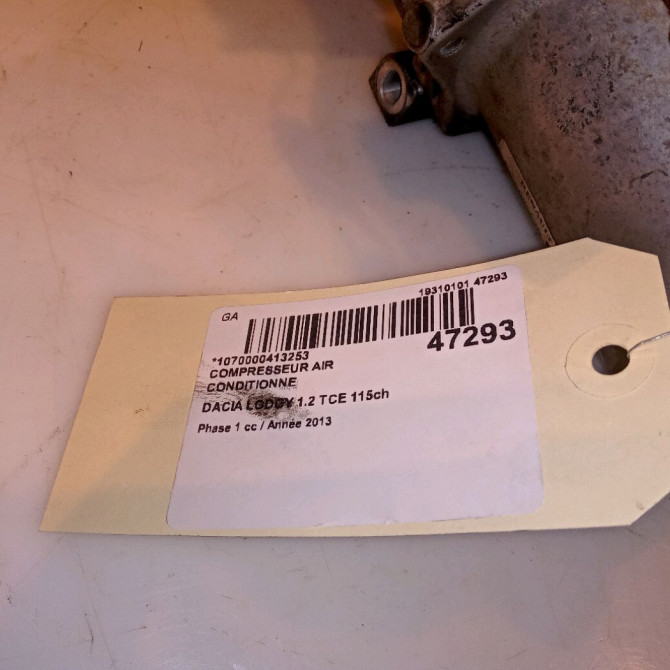 GA
19310101 47293
47293
*1070000413253
COMPRESSEUR AIR
CONDITIONNE
DACIA LODGY 1.2 TCE 115ch
Phase 1 cc / Année 2013